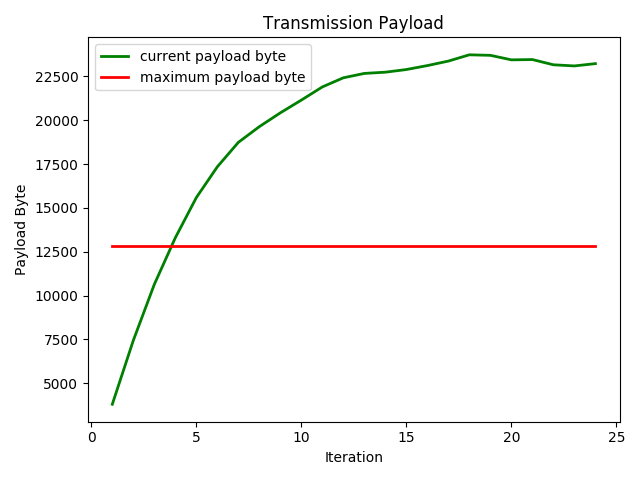 Transmission Payload
current payload byte
maximum payload byte
22500
20000
17500
15000
12500
10000
7500
5000
Payload Byte
0 5 10 15 20 25
Iteration